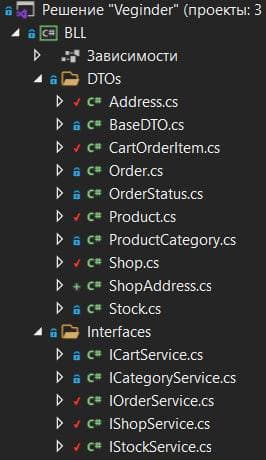 Решение "Veginder" (проекты: 3
C# BLL
Зависимости
DTOs
C# Address.cs
C# BaseDTO.cs
C# CartOrderItem.cs
C# Order.cs
C# OrderStatus.cs
C# Product.cs
C# ProductCategory.cs
C# Shop.cs
C# ShopAddress.cs
C# Stock.cs
Interfaces
C# ICartService.cs
C# ICategoryService.cs
C# IOrderService.cs
C# IShopService.cs
C# IStockService.cs